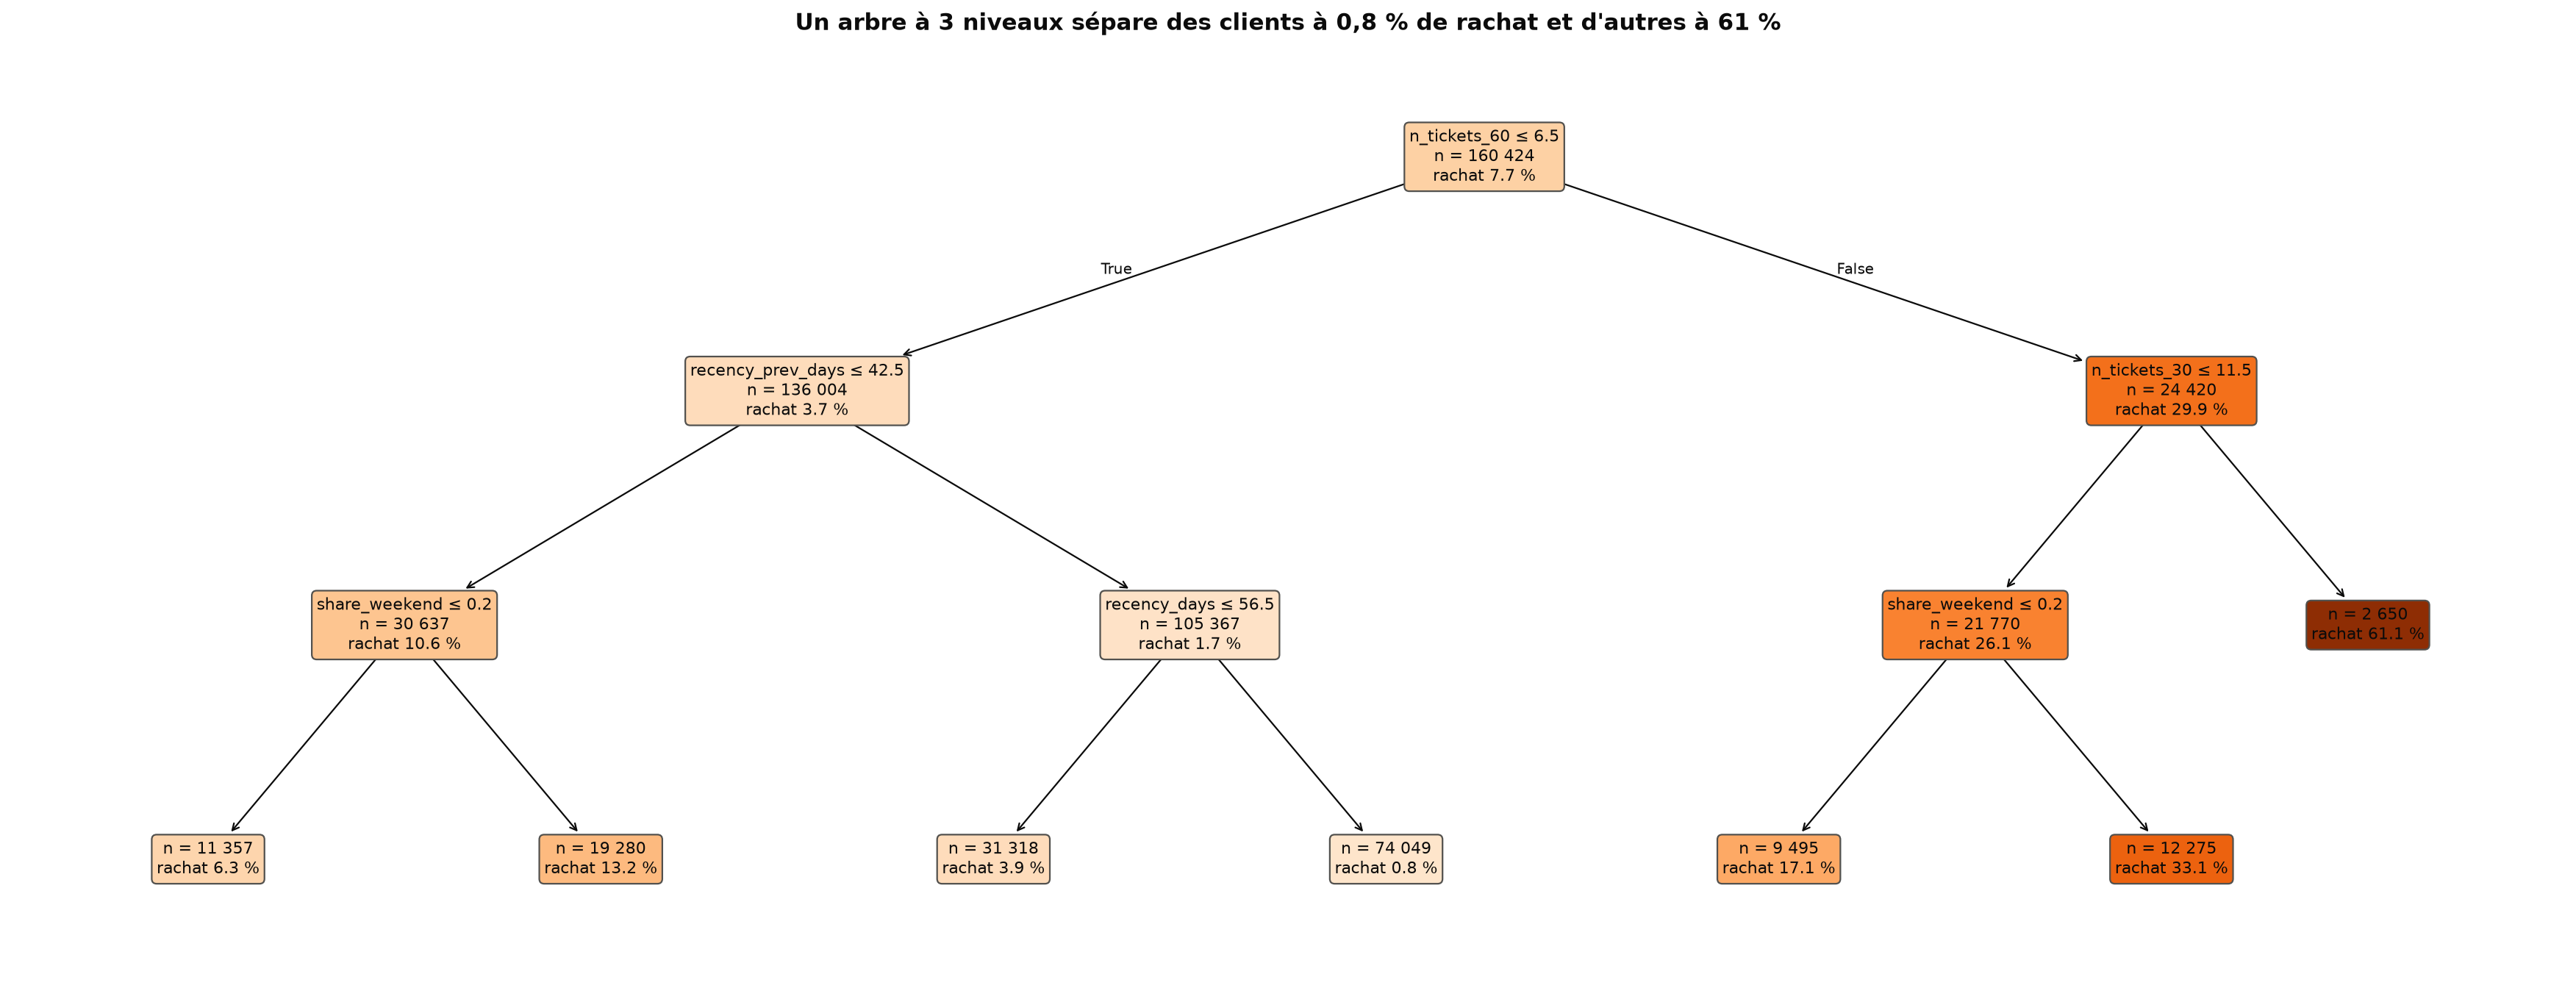 Un arbre à 3 niveaux sépare des clients à 0,8 % de rachat et d'autres à 61 %
n_tickets_60 ≤ 6.5
n = 160 424
rachat 7.7 %
True
False
recency_prev_days ≤ 42.5
n = 136 004
rachat 3.7 %
n_tickets_30 ≤ 11.5
n = 24 420
rachat 29.9 %
share_weekend ≤ 0.2
n = 30 637
rachat 10.6 %
recency_days ≤ 56.5
n = 105 367
rachat 1.7 %
share_weekend ≤ 0.2
n = 21 770
rachat 26.1 %
n = 2 650
rachat 61.1 %
n = 11 357
rachat 6.3 %
n = 19 280
rachat 13.2 %
n = 31 318
rachat 3.9 %
n = 74 049
rachat 0.8 %
n = 9 495
rachat 17.1 %
n = 12 275
rachat 33.1 %